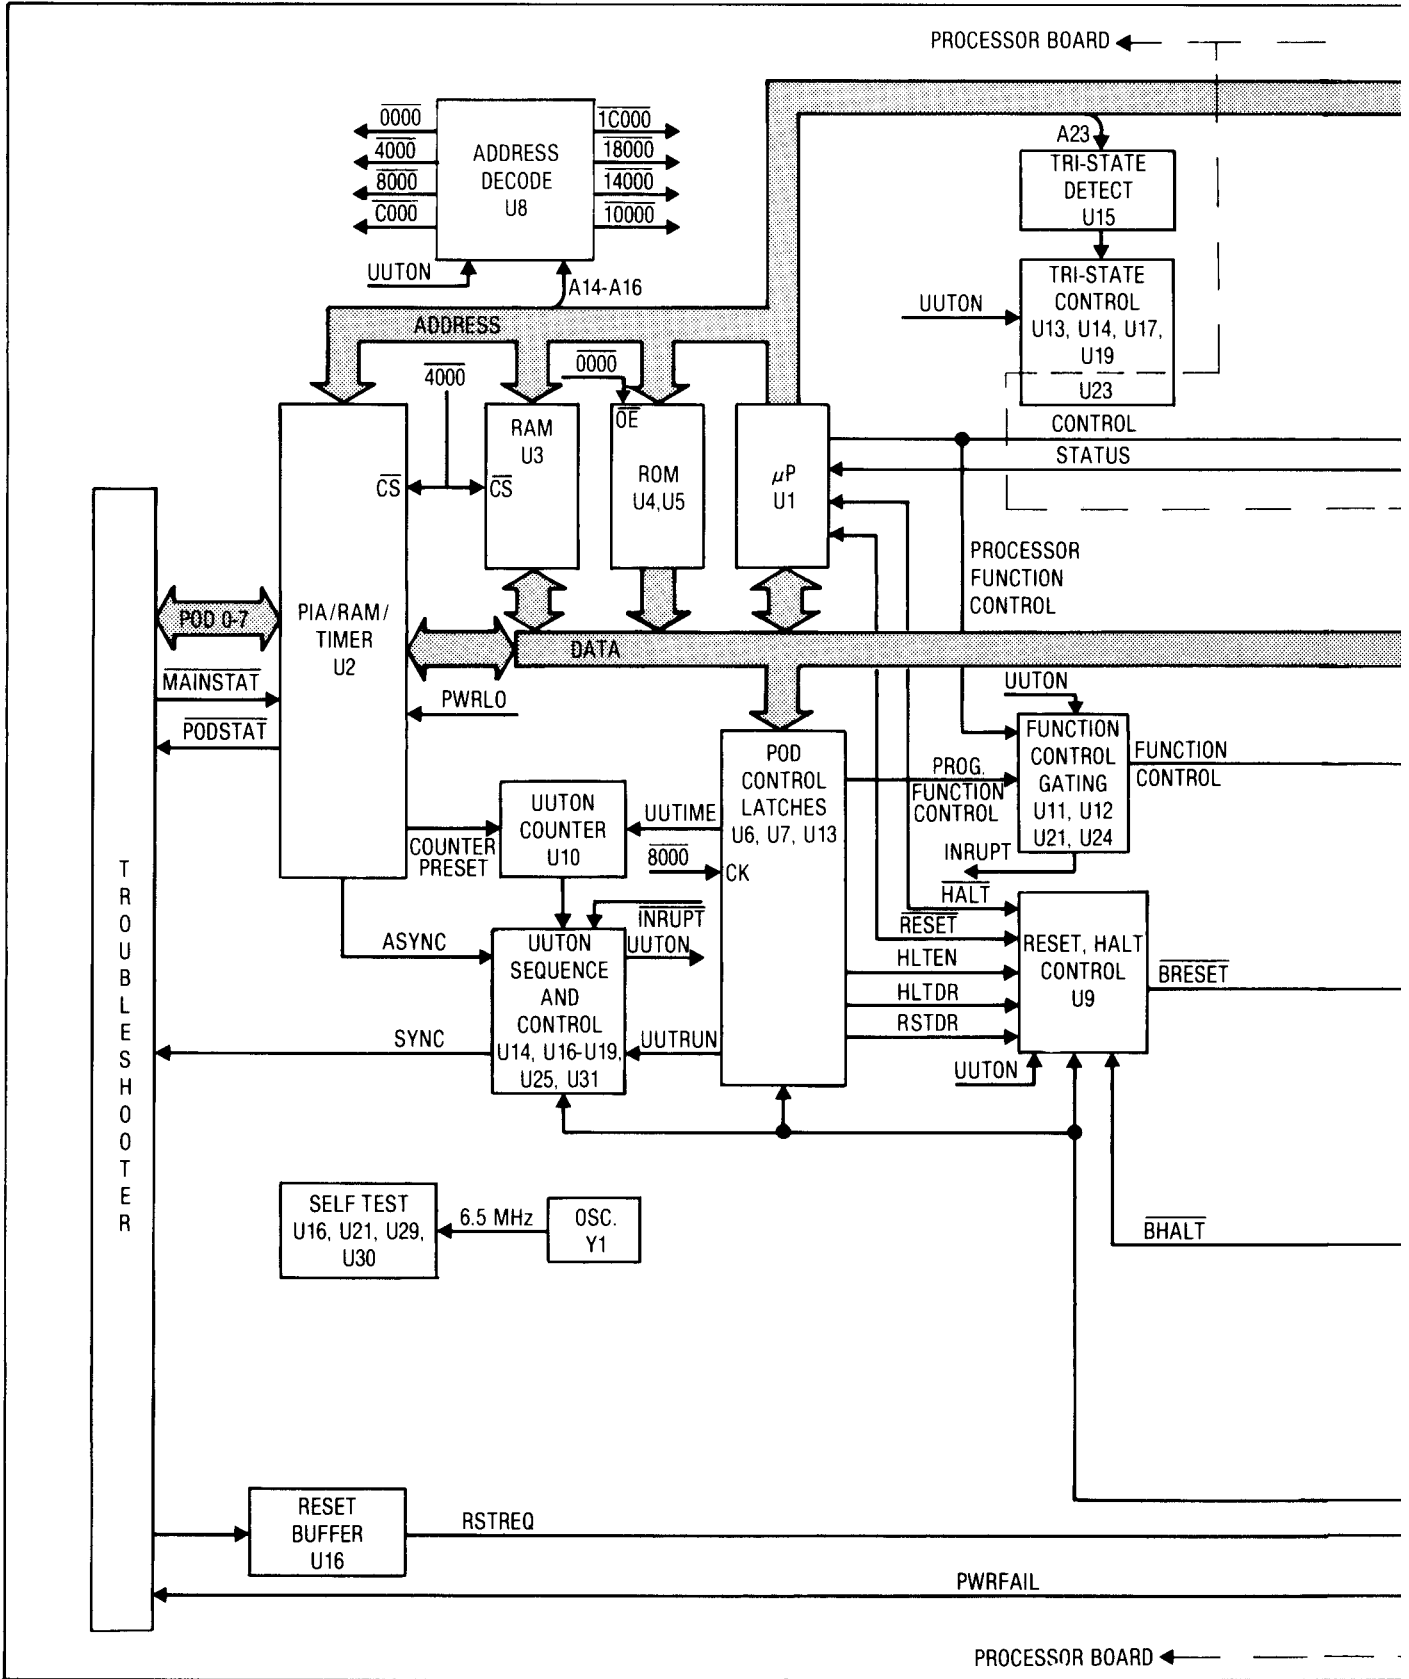 PROCESSOR BOARD
0000
4000
8000
C000
ADDRESS
DECODE
U8
1C000
18000
14000
10000
UUTON
A14-A16
A23
TRI-STATE
DETECT
U15
TRI-STATE
CONTROL
U13, U14, U17,
U19
U23
UUTON
ADDRESS
4000
0000
OE
CS
CS
RAM
U3
ROM
U4,U5
µP
U1
CONTROL
STATUS
PROCESSOR
FUNCTION
CONTROL
POD 0-7
PIA/RAM/
TIMER
U2
DATA
MAINSTAT
PODSTAT
PWRLO
UUTON
FUNCTION
CONTROL
GATING
U11, U12
U21, U24
FUNCTION
CONTROL
POD
CONTROL
LATCHES
U6, U7, U13
PROG.
FUNCTION
CONTROL
UUTON
COUNTER
U10
UUTIME
COUNTER
PRESET
8000
CK
INRUPT
HALT
RESET
INRUPT
UUTON
ASYNC
UUTON
SEQUENCE
AND
CONTROL
U14, U16-U19,
U25, U31
HLTEN
HLTDR
RSTDR
RESET, HALT
CONTROL
U9
BRESET
SYNC
UUTRUN
UUTON
TROUBLESHOOTER
SELF TEST
U16, U21, U29,
U30
6.5 MHz
OSC.
Y1
BHALT
RESET
BUFFER
U16
RSTREQ
PWRFAIL
PROCESSOR BOARD